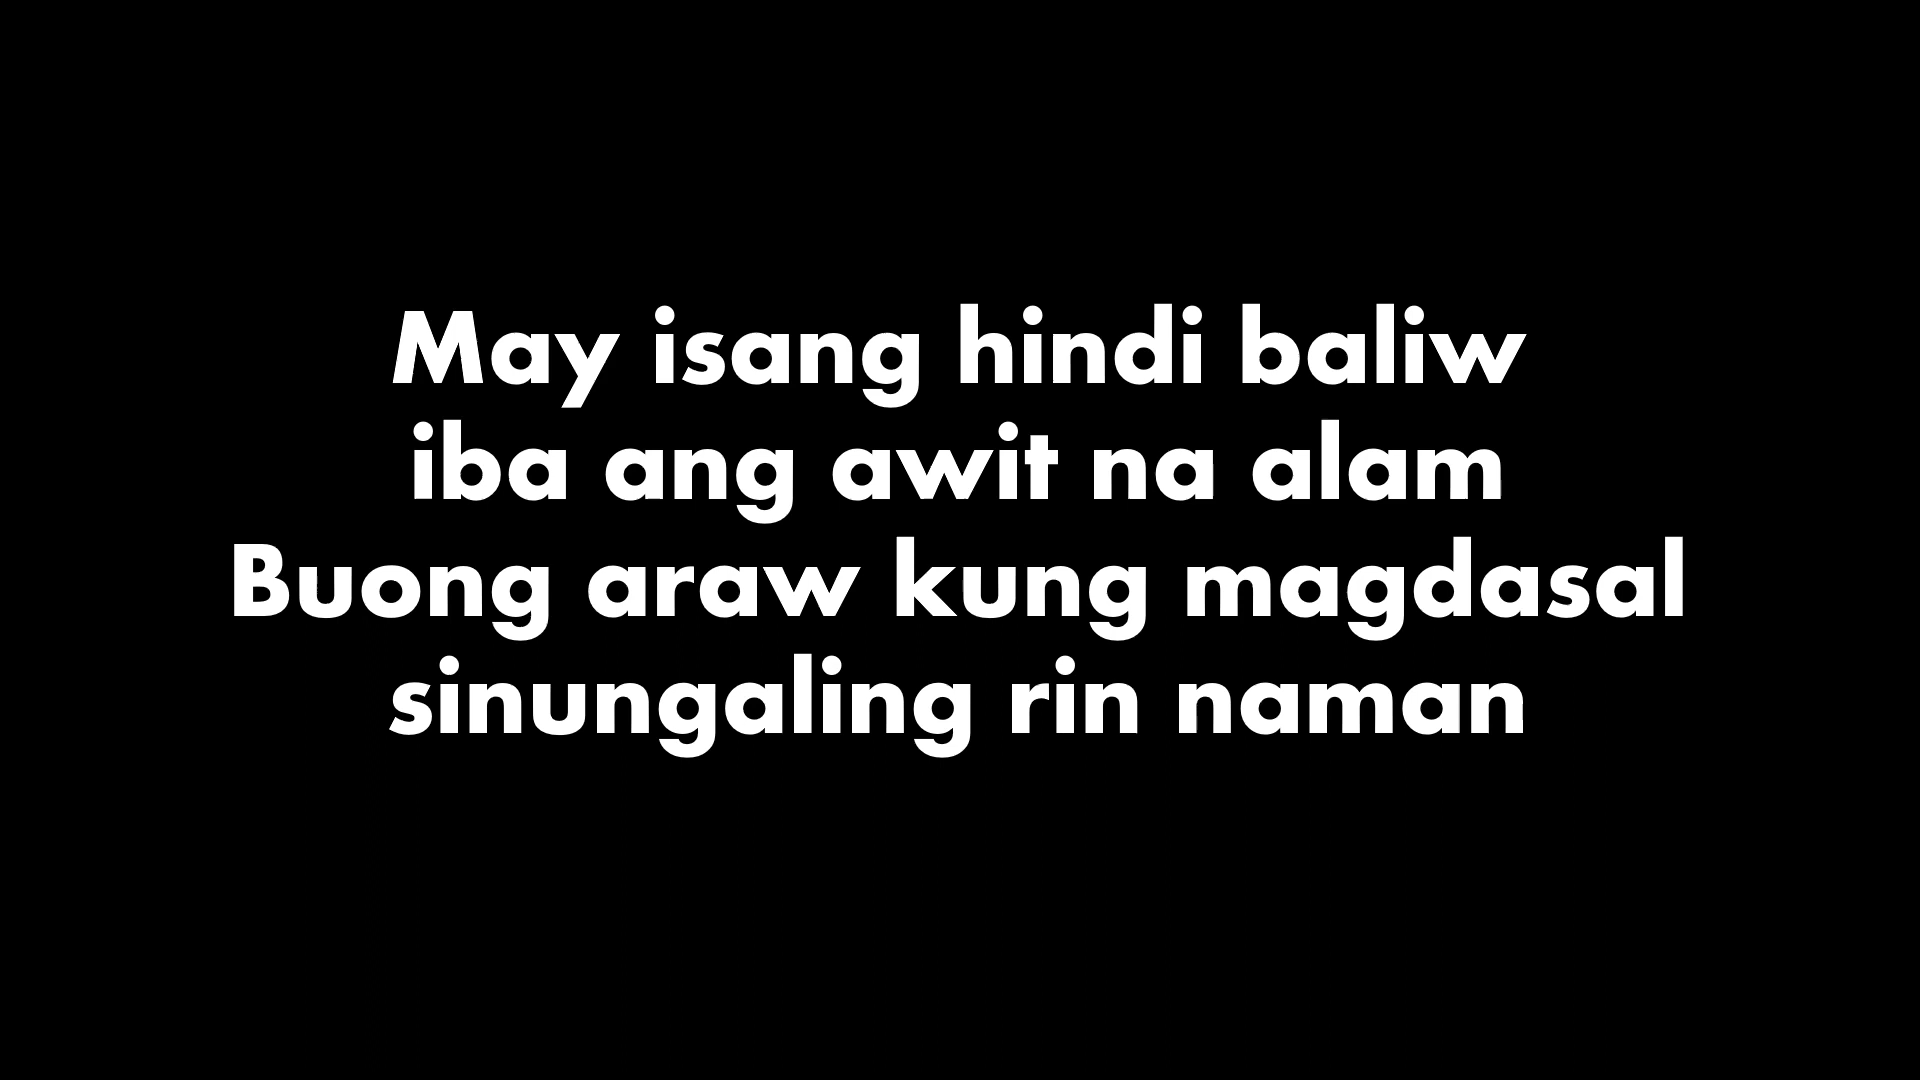 May isang hindi baliw
iba ang awit na alam
Buong araw kung magdasal
sinungaling rin naman